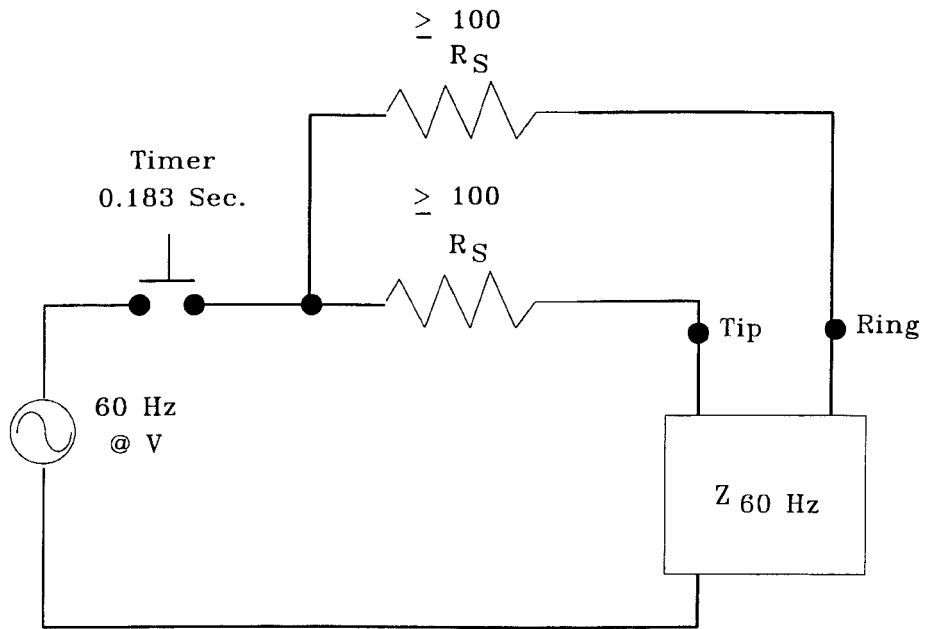 ≥ 100
R_S
Timer
0.183 Sec.
≥ 100
R_S
Tip
Ring
60 Hz
@ V
Z 60 Hz